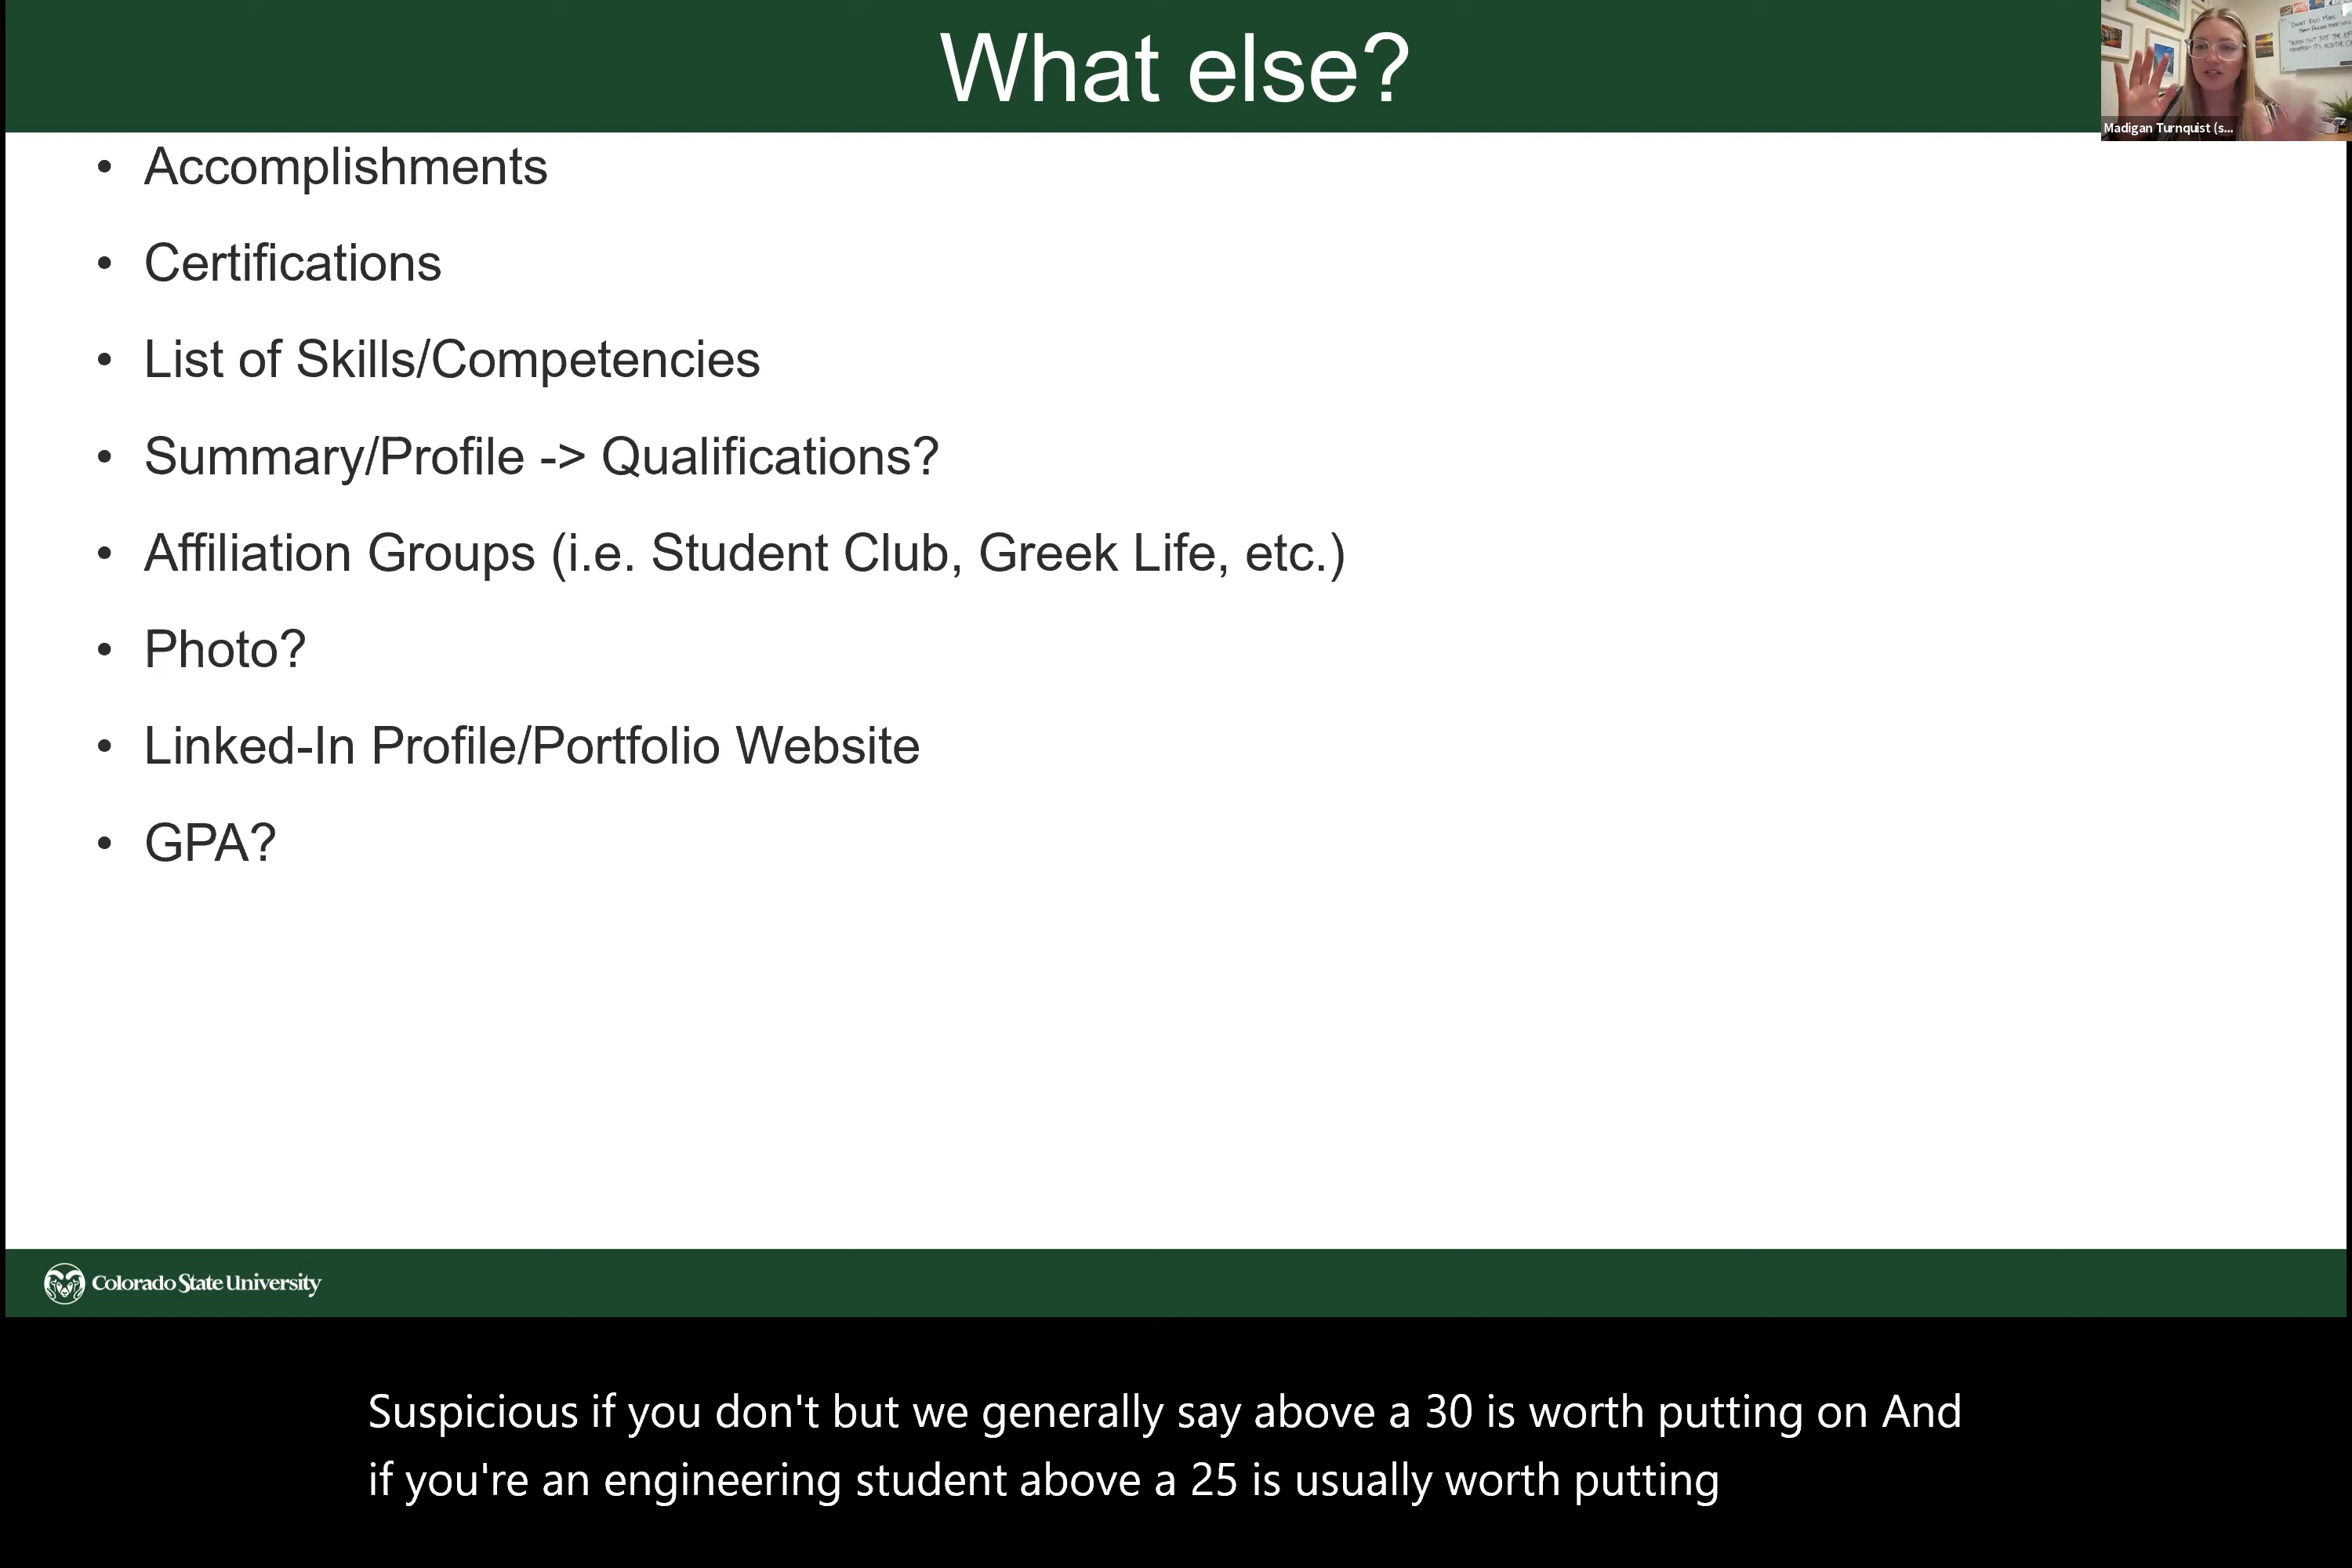 What else?
Madigan Turnquist (s...
• Accomplishments
• Certifications
• List of Skills/Competencies
• Summary/Profile -> Qualifications?
• Affiliation Groups (i.e. Student Club, Greek Life, etc.)
• Photo?
• Linked-In Profile/Portfolio Website
• GPA?
Colorado State University
Suspicious if you don't but we generally say above a 30 is worth putting on And
if you're an engineering student above a 25 is usually worth putting